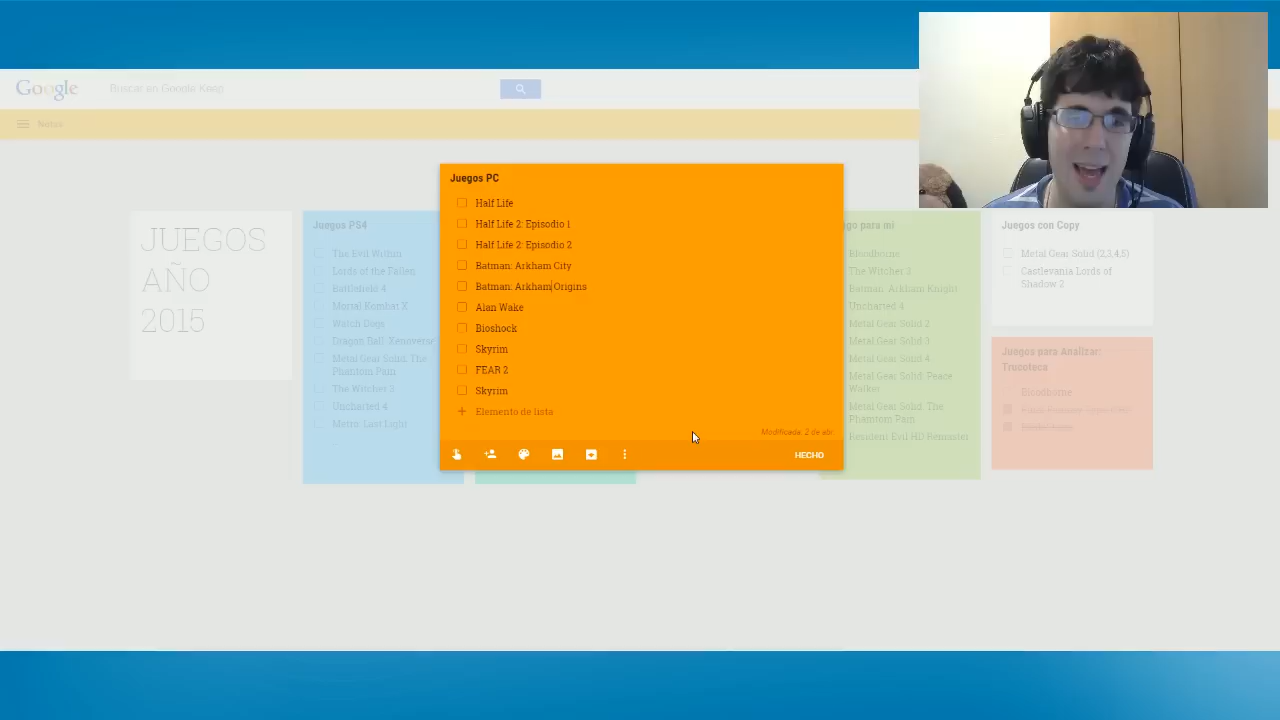 Google
Buscar en Google Keep
Notas
JUEGOS
AÑO
2015
Juegos PS4
The Evil Within
Lords of the Fallen
Battlefield 4
Mortal Kombat X
Watch Dogs
Dragon Ball: Xenoverse
Metal Gear Solid: The
Phantom Pain
The Witcher 3
Uncharted 4
Metro: Last Light
Juegos PC
Half Life
Half Life 2: Episodio 1
Half Life 2: Episodio 2
Batman: Arkham City
Batman: Arkham Origins
Alan Wake
Bioshock
Skyrim
FEAR 2
Skyrim
Elemento de lista
Modificada: 2 de abr
HECHO
go para mi
Bloodborne
The Witcher 3
Batman: Arkham Knight
Uncharted 4
Metal Gear Solid 2
Metal Gear Solid 3
Metal Gear Solid 4
Metal Gear Solid: Peace
Walker
Metal Gear Solid: The
Phantom Pain
Resident Evil HD Remaster
Juegos con Copy
Metal Gear Solid (2,3,4,5)
Castlevania Lords of
Shadow 2
Juegos para Analizar:
Trucoteca
Bloodborne